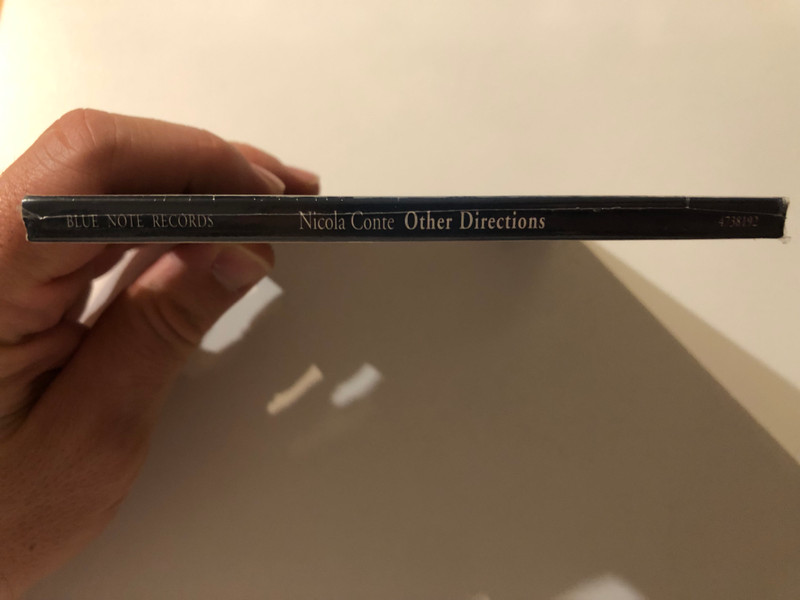 BLUE NOTE RECORDS Nicola Conte Other Directions 4738192